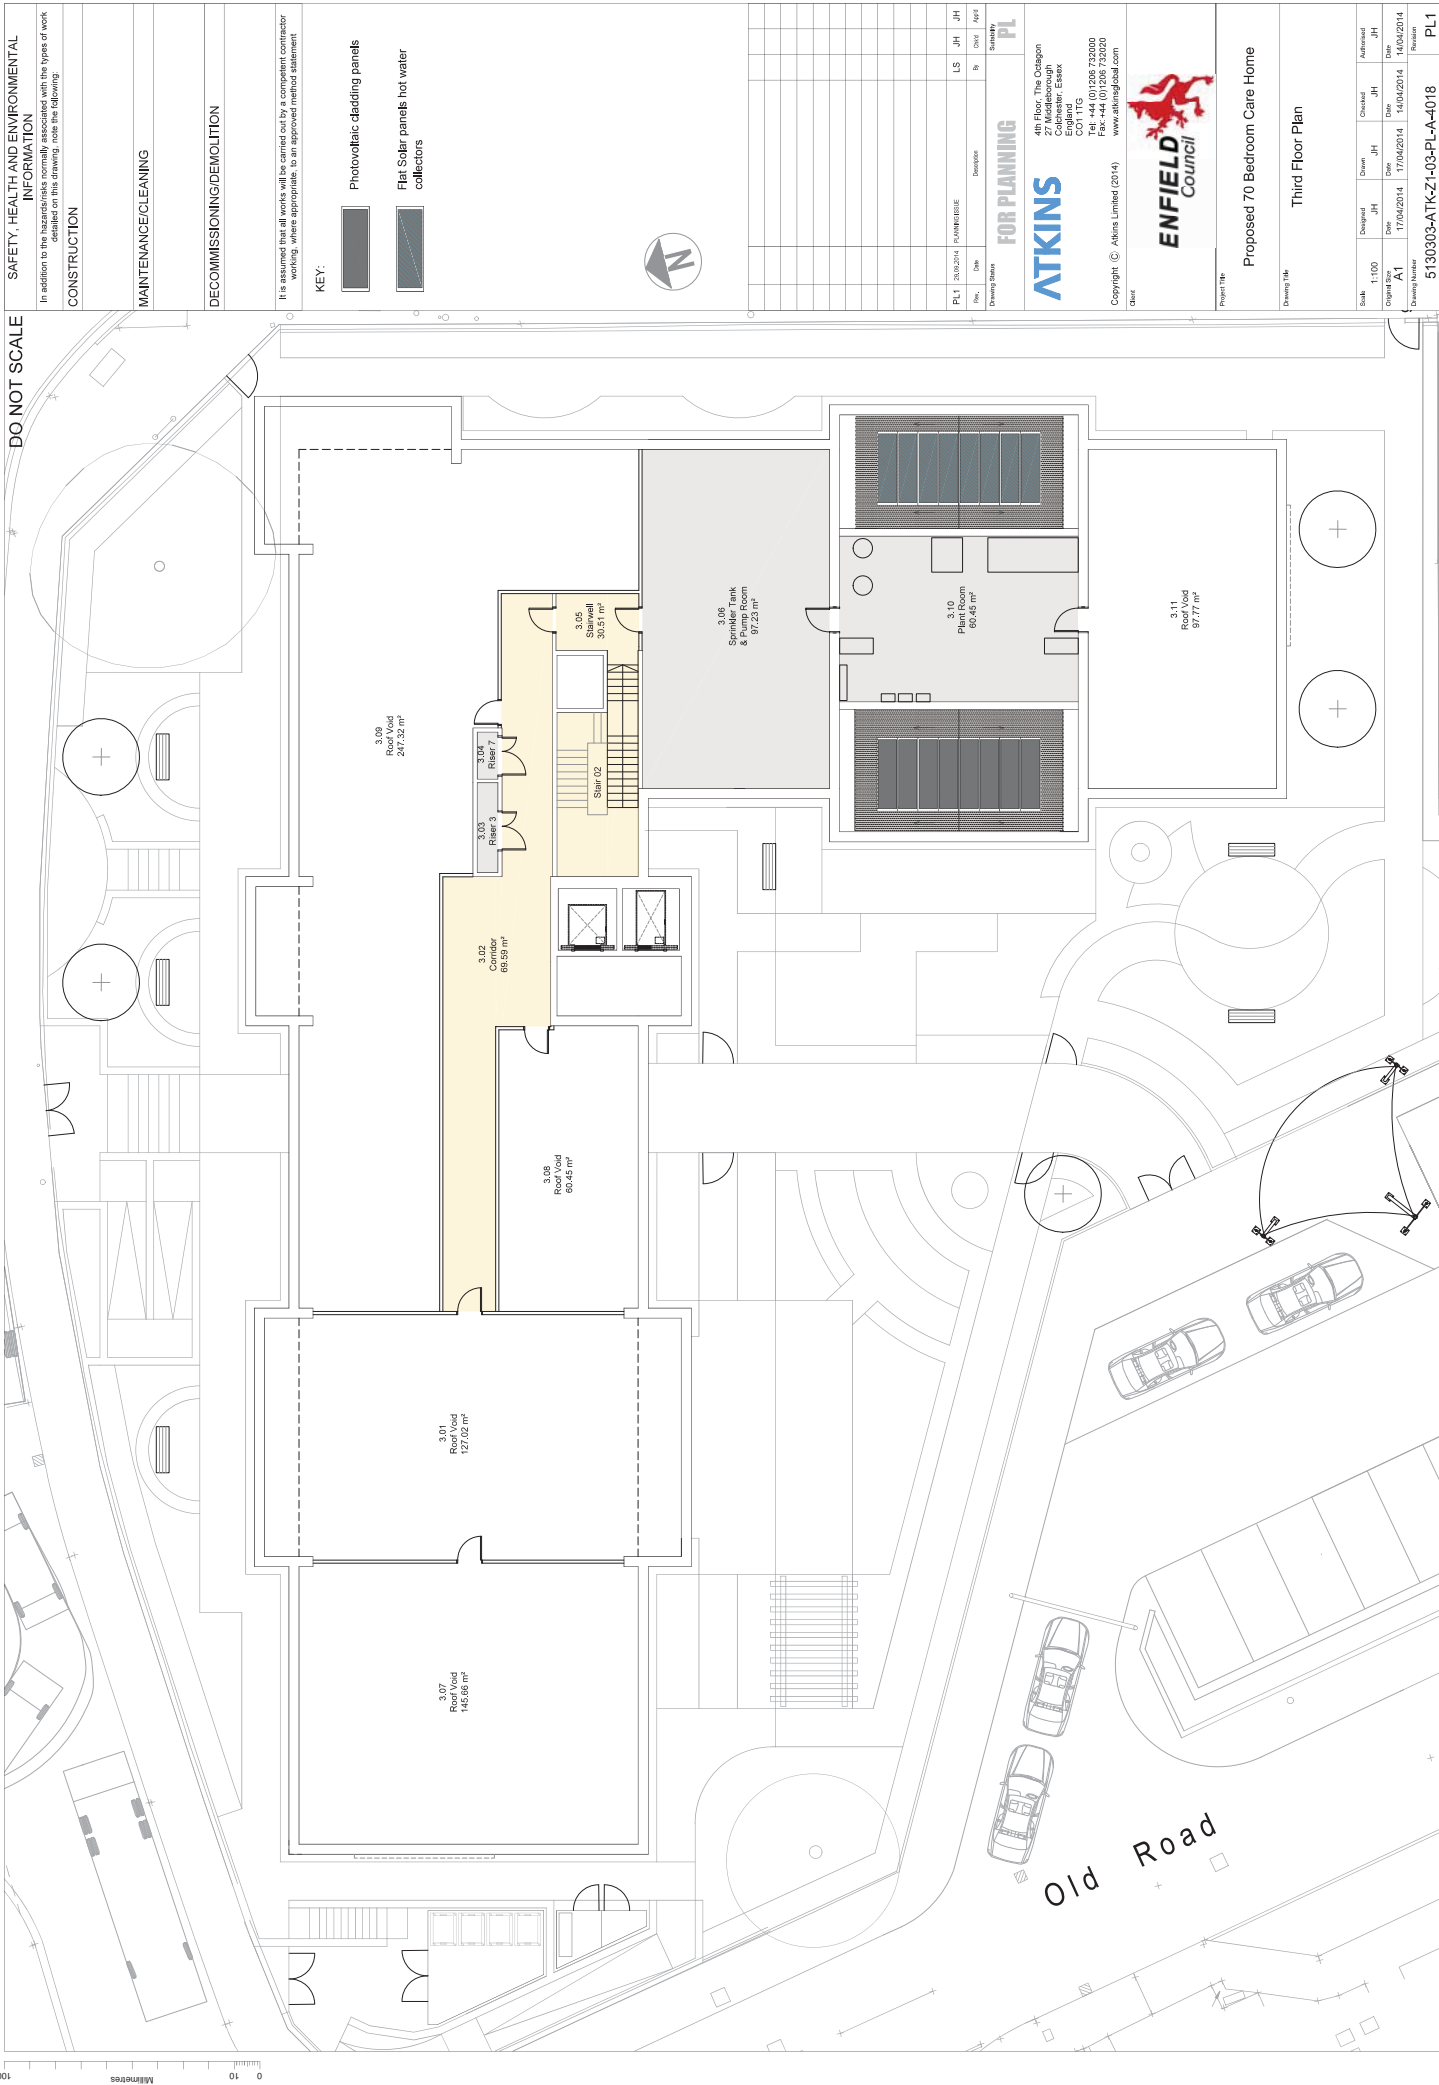 DO NOT SCALE
SAFETY, HEALTH AND ENVIRONMENTAL
INFORMATION
In addition to the hazards/risks normally associated with the types of work
detailed on this drawing, note the following:
CONSTRUCTION
MAINTENANCE/CLEANING
DECOMMISSIONING/DEMOLITION
It is assumed that all works will be carried out by a competent contractor
working, where appropriate, to an approved method statement
KEY:
Photovoltaic cladding panels
Flat Solar panels hot water
collectors
N
PL1 29.09.2014 PLANNING ISSUE LS JH JH
Rev. Date Description By Chk'd App'd
Drawing Status
FOR PLANNING
Suitability
PL
ATKINS
4th Floor, The Octagon
27 Middleborough
Colchester, Essex
England
CO1 1TG
Tel: +44 (0)1206 732000
Fax: +44 (0)1206 732020
www.atkinsglobal.com
Copyright © Atkins Limited (2014)
Client
ENFIELD
Council
Project Title
Proposed 70 Bedroom Care Home
Drawing Title
Third Floor Plan
Scale Designed Drawn Checked Authorised
1:100 JH JH JH JH
Original Size Date Date Date Date
A1 17/04/2014 17/04/2014 14/04/2014 14/04/2014
Drawing Number Revision
5130303-ATK-Z1-03-PL-A-4018 PL1
3.09
Roof Void
247.32 m²
3.05
Stairwell
30.51 m²
3.04
Riser 7
3.03
Riser 3
Stair 02
3.02
Corridor
69.59 m²
3.06
Sprinkler Tank
& Pump Room
97.23 m²
3.10
Plant Room
60.45 m²
3.11
Roof Void
97.77 m²
3.08
Roof Void
60.45 m²
3.01
Roof Void
127.02 m²
3.07
Roof Void
145.66 m²
Old Road
0
10
Millimetres
100